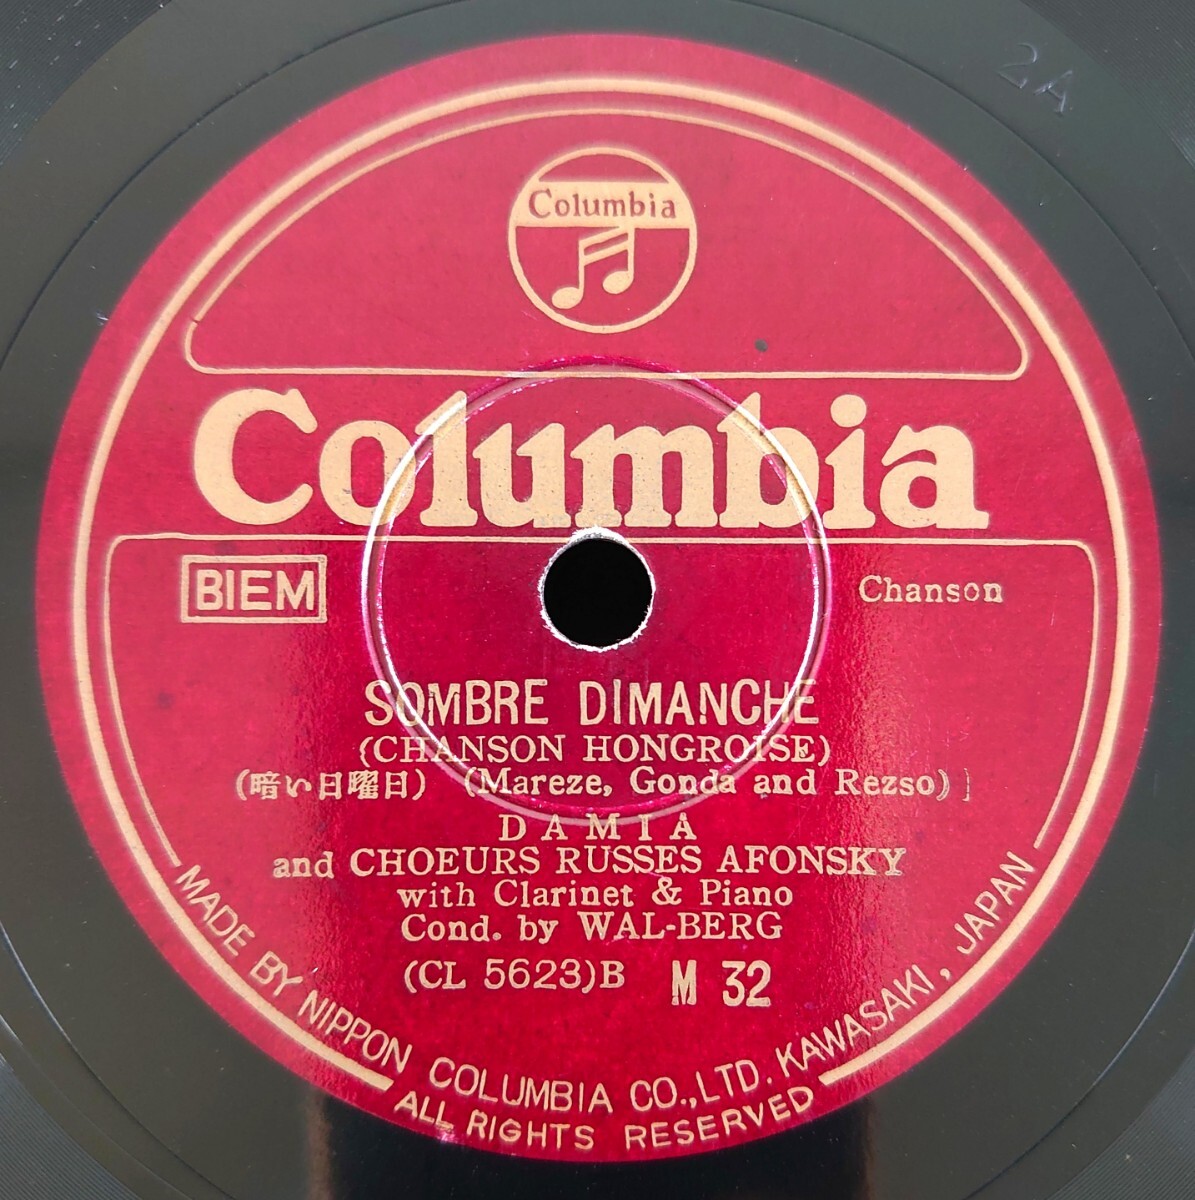 2A
Columbia
Columbia
BIEM
Chanson
SOMBRE DIMANCHE
(CHANSON HONGROISE)
(暗い日曜日) (Mareze, Gonda and Rezso)
DAMIA
and CHOEURS RUSSES AFONSKY
with Clarinet & Piano
Cond. by WAL-BERG
(CL 5623)B M 32
MADE BY NIPPON COLUMBIA CO., LTD. KAWASAKI, JAPAN
ALL RIGHTS RESERVED